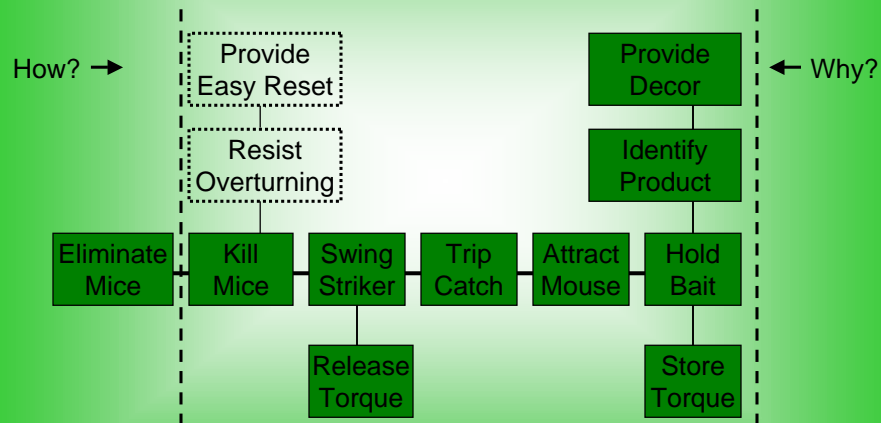 How?
Provide
Easy Reset
Provide
Decor
Why?
Resist
Overturning
Identify
Product
Eliminate
Mice
Kill
Mice
Swing
Striker
Trip
Catch
Attract
Mouse
Hold
Bait
Release
Torque
Store
Torque